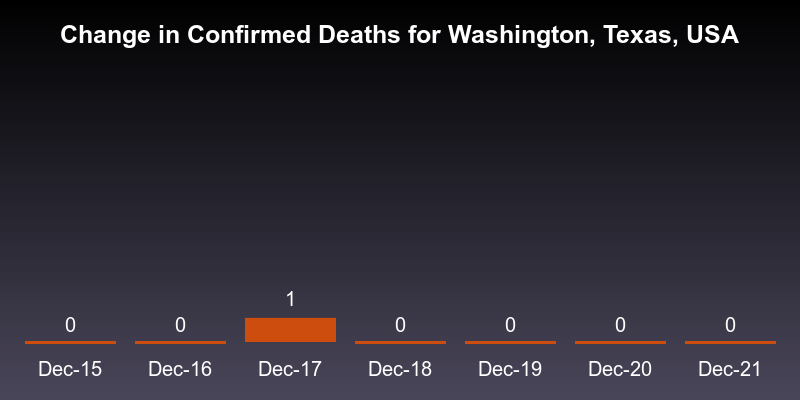 Change in Confirmed Deaths for Washington, Texas, USA
1
0 0 0 0 0 0
Dec-15 Dec-16 Dec-17 Dec-18 Dec-19 Dec-20 Dec-21